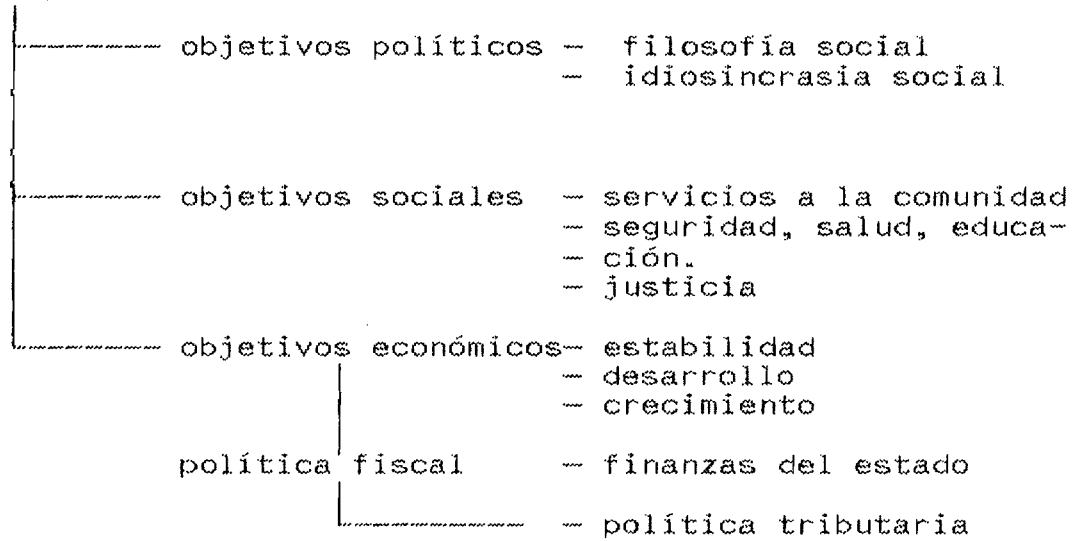 objetivos políticos — filosofía social
— idiosincrasia social
objetivos sociales — servicios a la comunidad
— seguridad, salud, educa-
— ción.
— justicia
objetivos económicos— estabilidad
— desarrollo
— crecimiento
política fiscal — finanzas del estado
— política tributaria